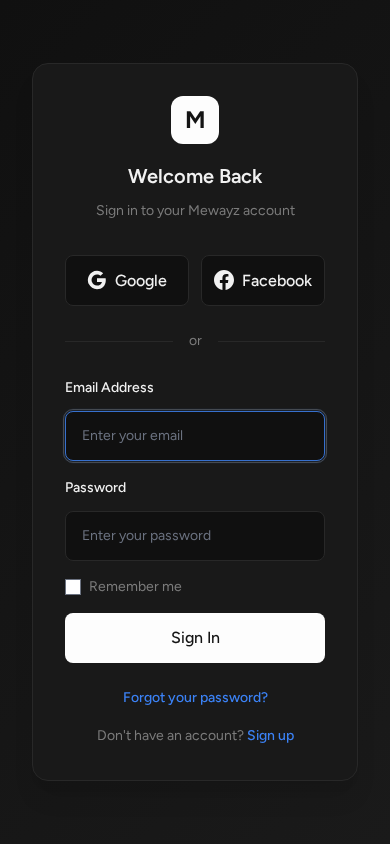 M
Welcome Back
Sign in to your Mewayz account
Google Facebook
or
Email Address
Enter your email
Password
Enter your password
Remember me
Sign In
Forgot your password?
Don't have an account? Sign up